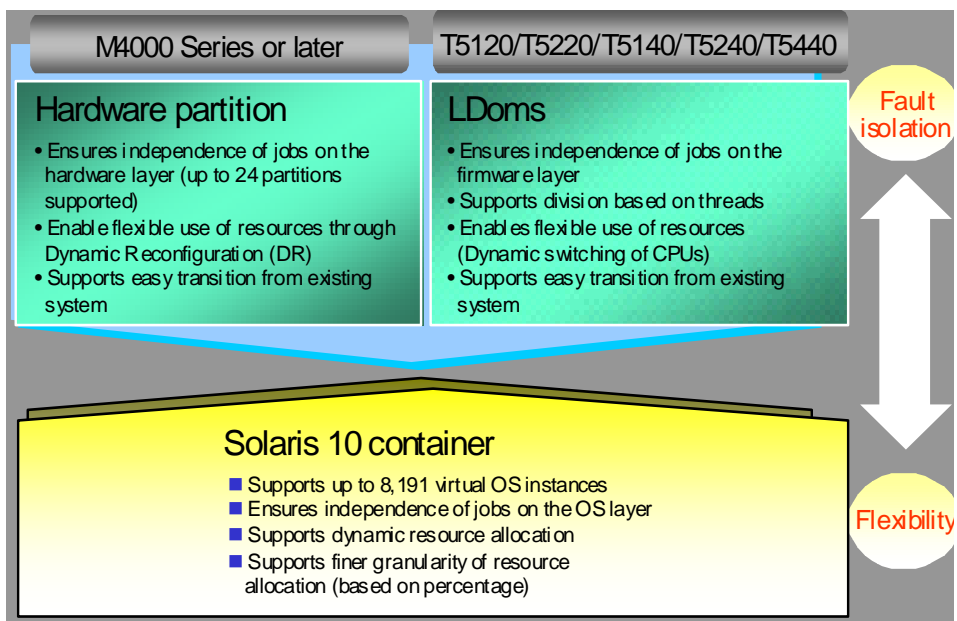 M4000 Series or later
T5120/T5220/T5140/T5240/T5440
Hardware partition
• Ensures independence of jobs on the
hardware layer (up to 24 partitions
supported)
• Enable flexible use of resources through
Dynamic Reconfiguration (DR)
• Supports easy transition from existing
system
LDoms
• Ensures independence of jobs on the
firmware layer
• Supports division based on threads
• Enables flexible use of resources
(Dynamic switching of CPUs)
• Supports easy transition from existing
system
Fault
isolation
Solaris 10 container
■ Supports up to 8,191 virtual OS instances
■ Ensures independence of jobs on the OS layer
■ Supports dynamic resource allocation
■ Supports finer granularity of resource
allocation (based on percentage)
Flexibility